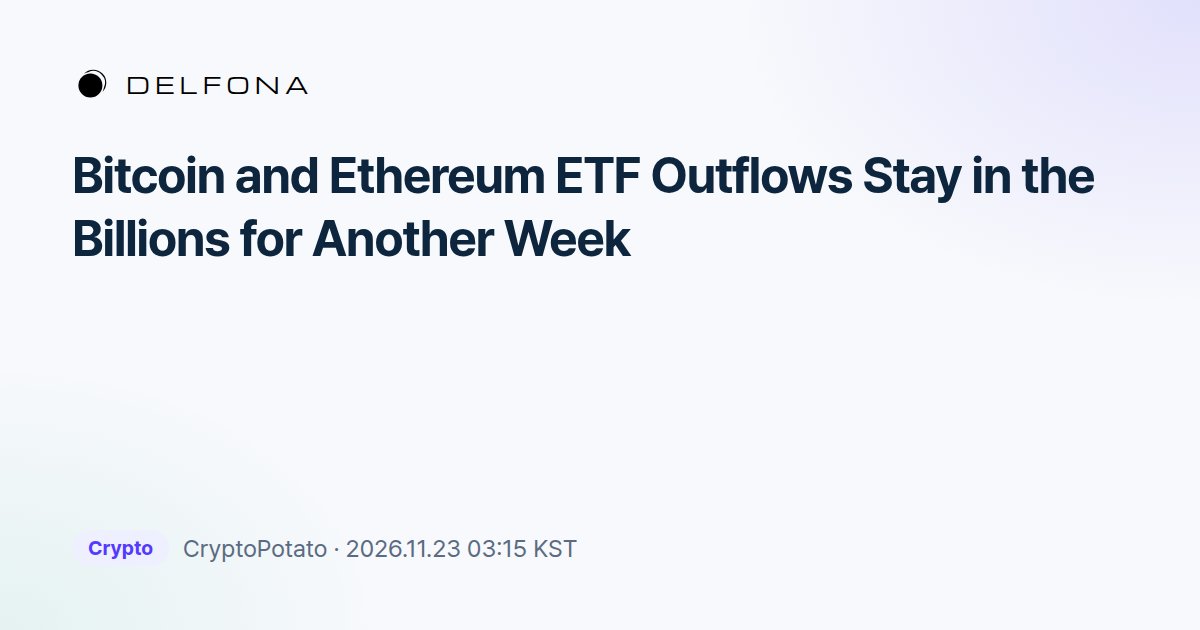 DELFONA
Bitcoin and Ethereum ETF Outflows Stay in the
Billions for Another Week
Crypto CryptoPotato · 2026.11.23 03:15 KST